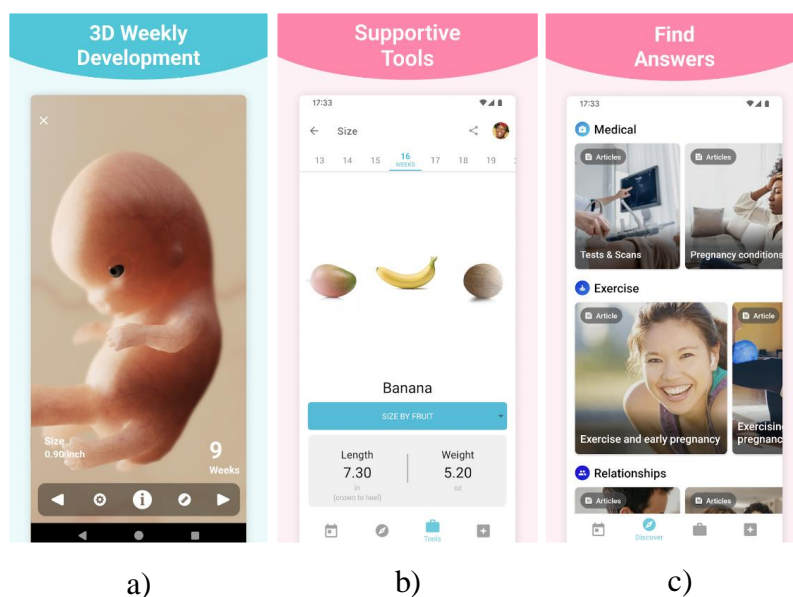 3D Weekly
Development
Size
0.90 inch
9
Weeks
a)
Supportive
Tools
17:33
Size
13 14 15 16 17 18 19
WEEKS
Banana
SIZE BY FRUIT
Length
7.30
in
(crown to heel)
Weight
5.20
oz
Tools
b)
Find
Answers
17:33
Medical
Articles
Articles
Tests & Scans
Pregnancy conditions
Exercise
Article
Article
Exercise and early pregnancy
Exercisin
pregnanc
Relationships
Articles
Articles
Discover
c)